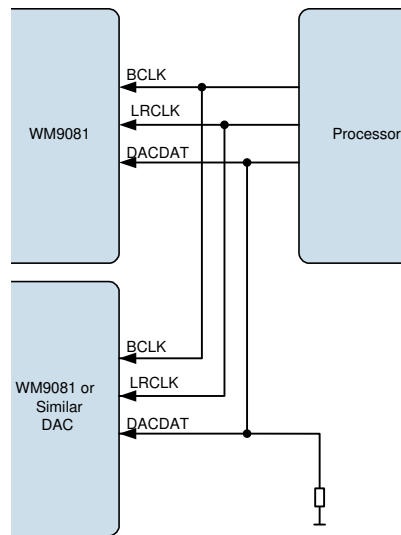 BCLK
LRCLK
WM9081
Processor
DACDAT
BCLK
LRCLK
WM9081 or
Similar
DAC
DACDAT